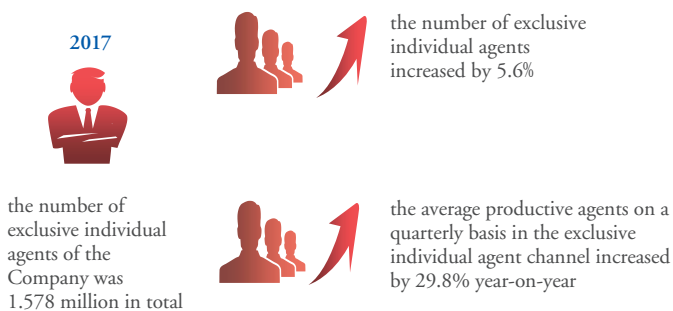 2017
the number of
exclusive individual
agents of the
Company was
1.578 million in total
the number of exclusive
individual agents
increased by 5.6%
the average productive agents on a
quarterly basis in the exclusive
individual agent channel increased
by 29.8% year-on-year